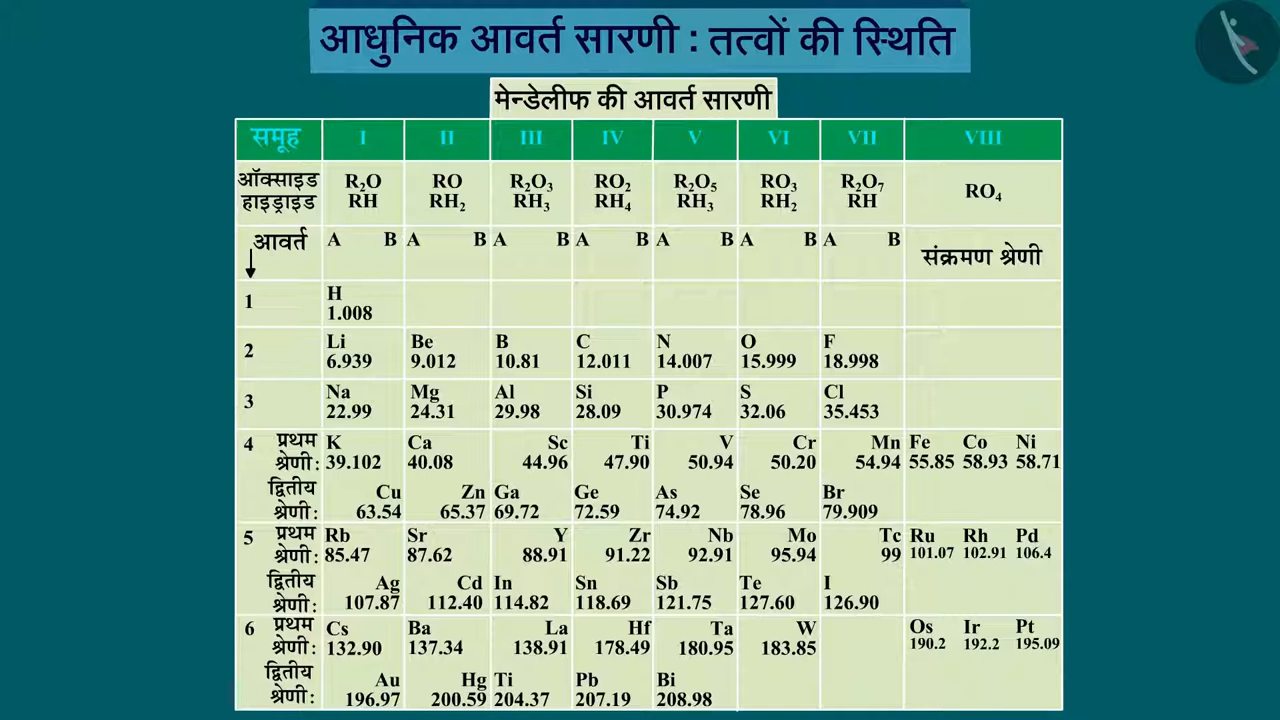 आधुनिक आवर्त सारणी : तत्वों की स्थिति
मेन्डेलीफ की आवर्त सारणी
समूह I II III IV V VI VII VIII
ऑक्साइड R₂O RO R₂O₃ RO₂ R₂O₅ RO₃ R₂O₇ RO₄
हाइड्राइड RH RH₂ RH₃ RH₄ RH₃ RH₂ RH
आवर्त A B A B A B A B A B A B A B संक्रमण श्रेणी
1 H
1.008
2 Li Be B C N O F
6.939 9.012 10.81 12.011 14.007 15.999 18.998
3 Na Mg Al Si P S Cl
22.99 24.31 29.98 28.09 30.974 32.06 35.453
4 प्रथम K Ca Sc Ti V Cr Mn Fe Co Ni
श्रेणी: 39.102 40.08 44.96 47.90 50.94 50.20 54.94 55.85 58.93 58.71
द्वितीय Cu Zn Ga Ge As Se Br
श्रेणी: 63.54 65.37 69.72 72.59 74.92 78.96 79.909
5 प्रथम Rb Sr Y Zr Nb Mo Tc Ru Rh Pd
श्रेणी: 85.47 87.62 88.91 91.22 92.91 95.94 99 101.07 102.91 106.4
द्वितीय Ag Cd In Sn Sb Te I
श्रेणी: 107.87 112.40 114.82 118.69 121.75 127.60 126.90
6 प्रथम Cs Ba La Hf Ta W Os Ir Pt
श्रेणी: 132.90 137.34 138.91 178.49 180.95 183.85 190.2 192.2 195.09
द्वितीय Au Hg Ti Pb Bi
श्रेणी: 196.97 200.59 204.37 207.19 208.98